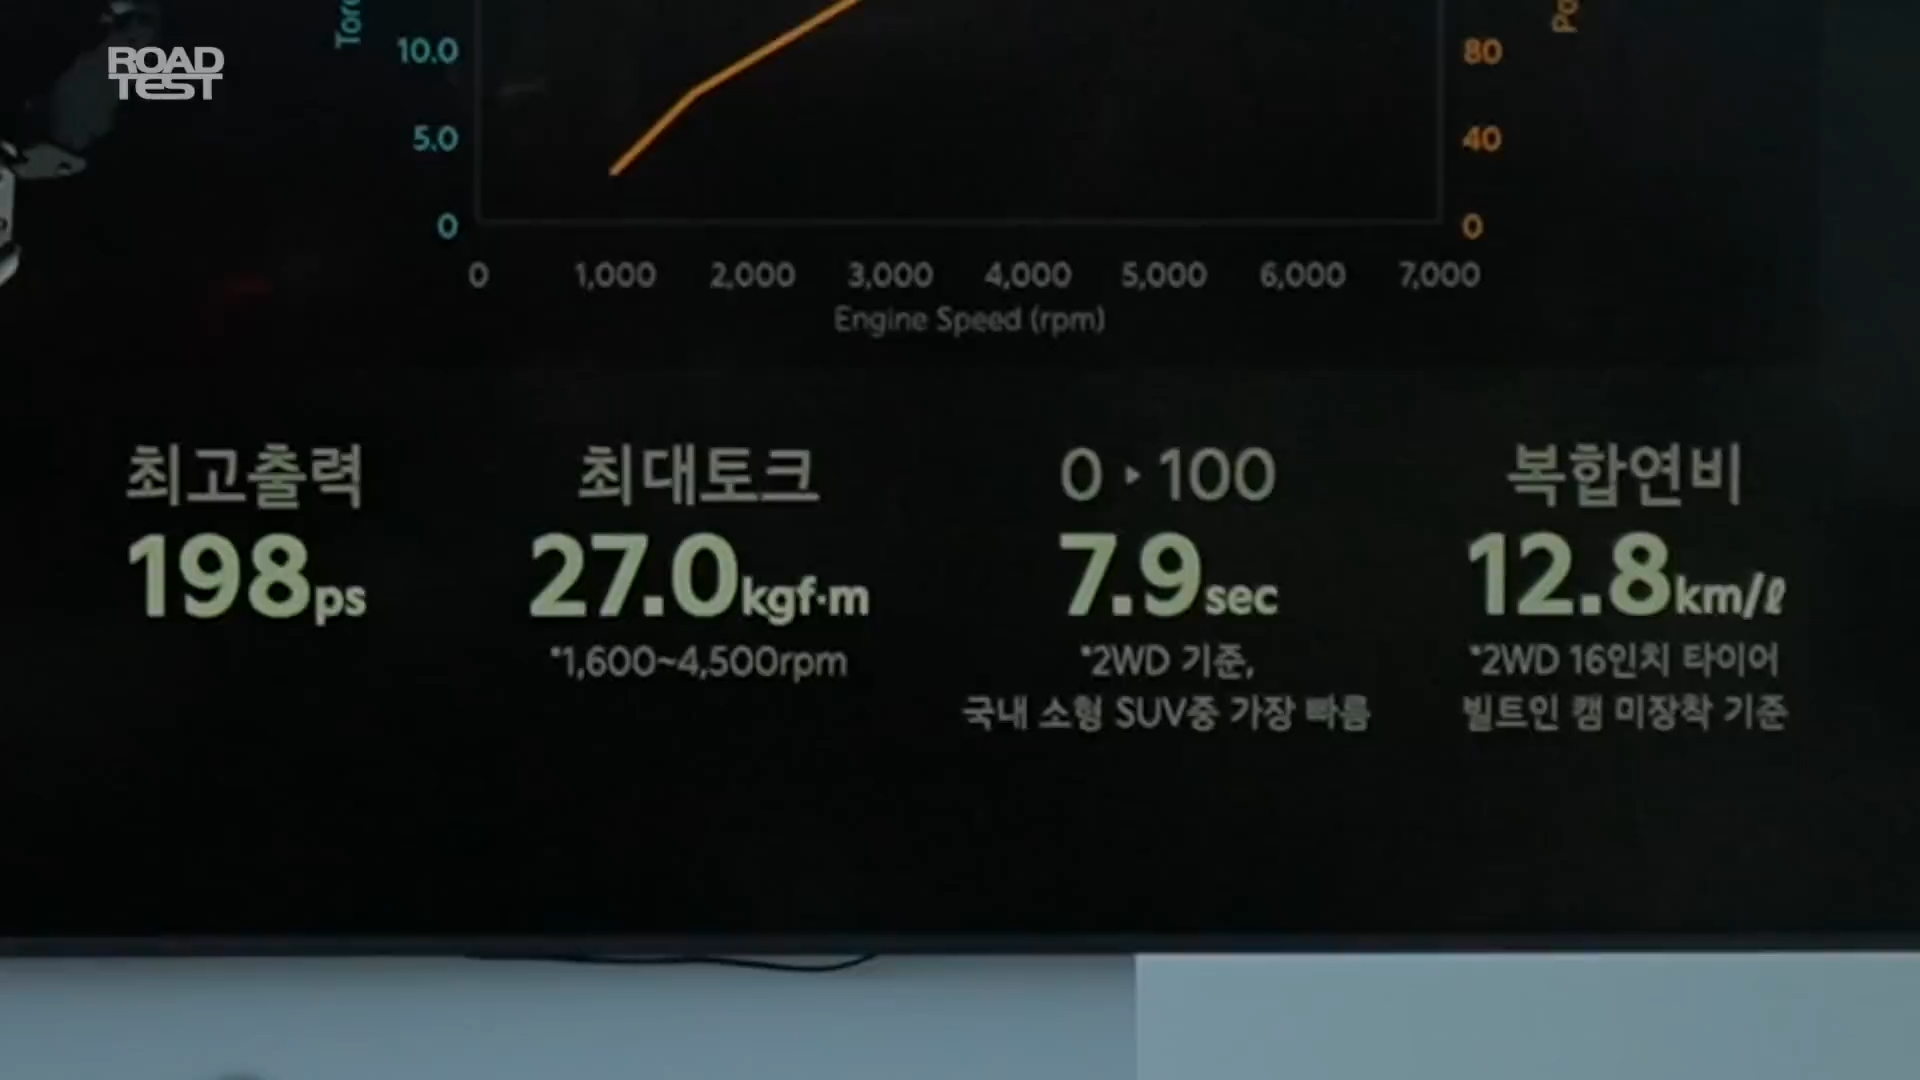 ROAD
TEST
10.0
5.0
0
80
40
0
0 1,000 2,000 3,000 4,000 5,000 6,000 7,000
Engine Speed (rpm)
최고출력 최대토크 0 ▸ 100 복합연비
198ps 27.0kgf·m 7.9sec 12.8km/ℓ
*1,600~4,500rpm *2WD 기준, *2WD 16인치 타이어
국내 소형 SUV중 가장 빠름 빌트인 캠 미장착 기준